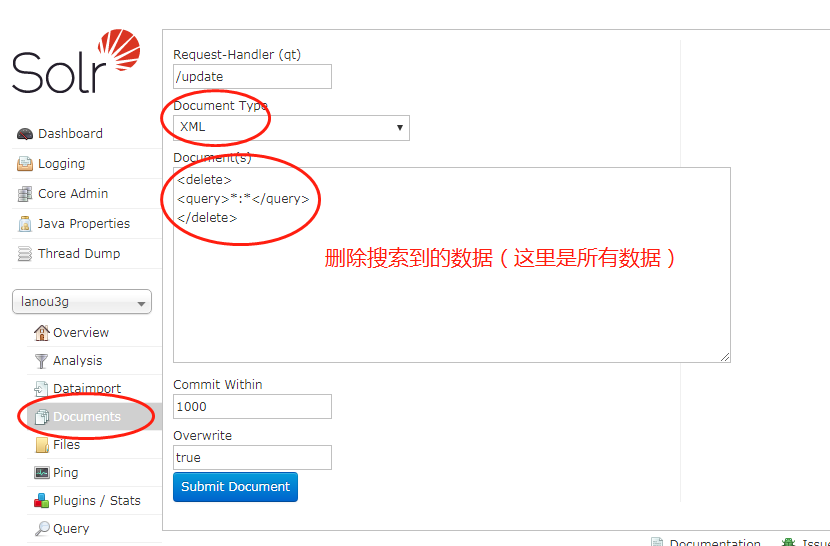 Solr
Dashboard
Logging
Core Admin
Java Properties
Thread Dump
lanou3g
Overview
Analysis
Dataimport
Documents
Files
Ping
Plugins / Stats
Query
Request-Handler (qt)
/update
Document Type
XML
Document(s)
<delete>
<query>*:*</query>
</delete>
删除搜索到的数据（这里是所有数据）
Commit Within
1000
Overwrite
true
Submit Document
Documentation